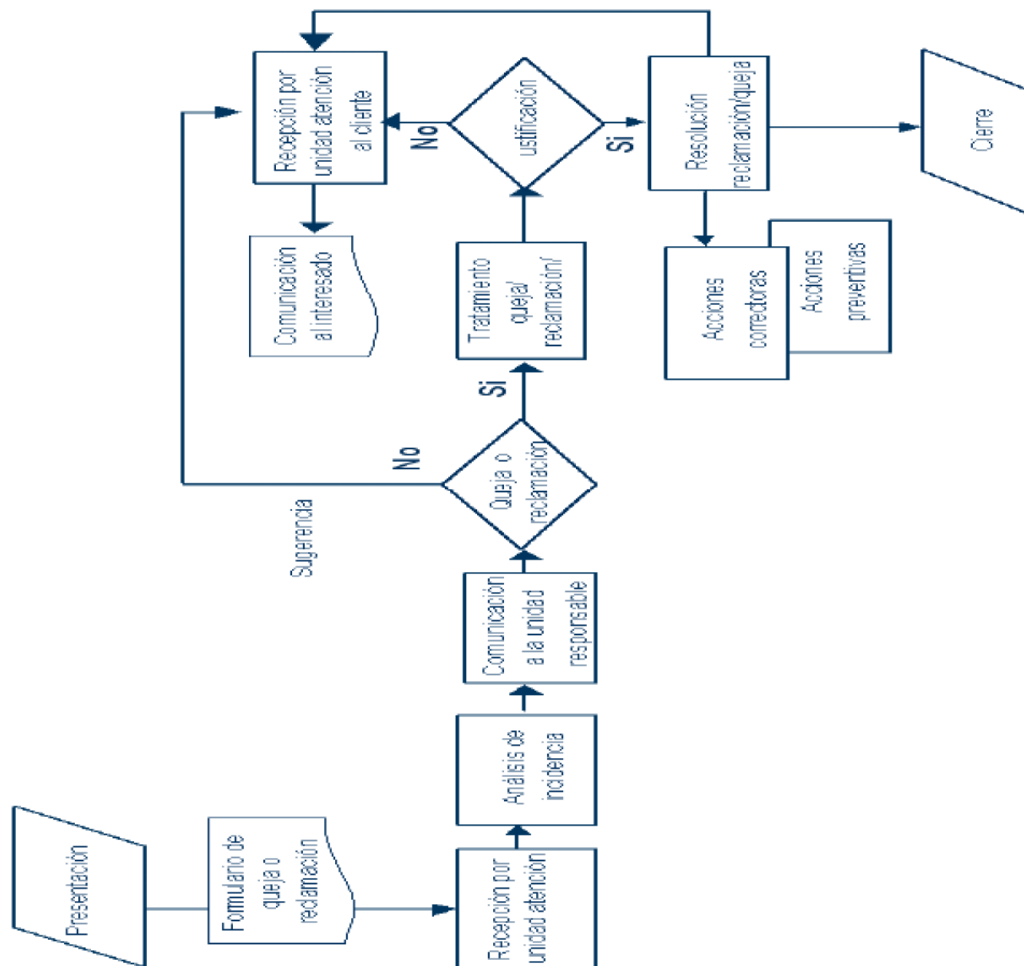 Presentación
Formulario de
queja o
reclamación
Recepción por
unidad atención
Análisis de
incidencia
Comunicación
a la unidad
responsable
Queja o
reclamación
No
Sugerencia
Si
Tratamiento
queja/
reclamación/
ustificación
No
Si
Recepción por
unidad atención
al cliente
Comunicación
al interesado
Resolución
reclamación/queja
Acciones
correctoras
Acciones
preventivas
Cierre